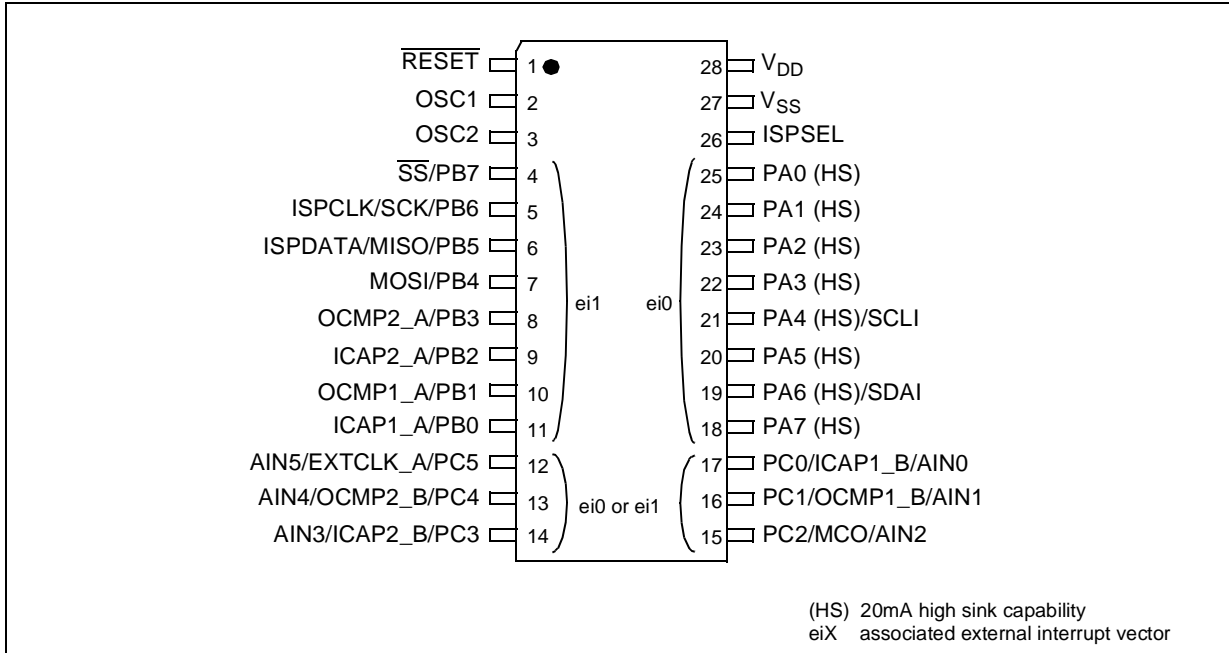 RESET 1 28 VDD
OSC1 2 27 VSS
OSC2 3 26 ISPSEL
SS/PB7 4 25 PA0 (HS)
ISPCLK/SCK/PB6 5 24 PA1 (HS)
ISPDATA/MISO/PB5 6 23 PA2 (HS)
MOSI/PB4 7 22 PA3 (HS)
ei1 ei0
OCMP2_A/PB3 8 21 PA4 (HS)/SCLI
ICAP2_A/PB2 9 20 PA5 (HS)
OCMP1_A/PB1 10 19 PA6 (HS)/SDAI
ICAP1_A/PB0 11 18 PA7 (HS)
AIN5/EXTCLK_A/PC5 12 17 PC0/ICAP1_B/AIN0
AIN4/OCMP2_B/PC4 13 ei0 or ei1 16 PC1/OCMP1_B/AIN1
AIN3/ICAP2_B/PC3 14 15 PC2/MCO/AIN2
(HS) 20mA high sink capability
eiX associated external interrupt vector